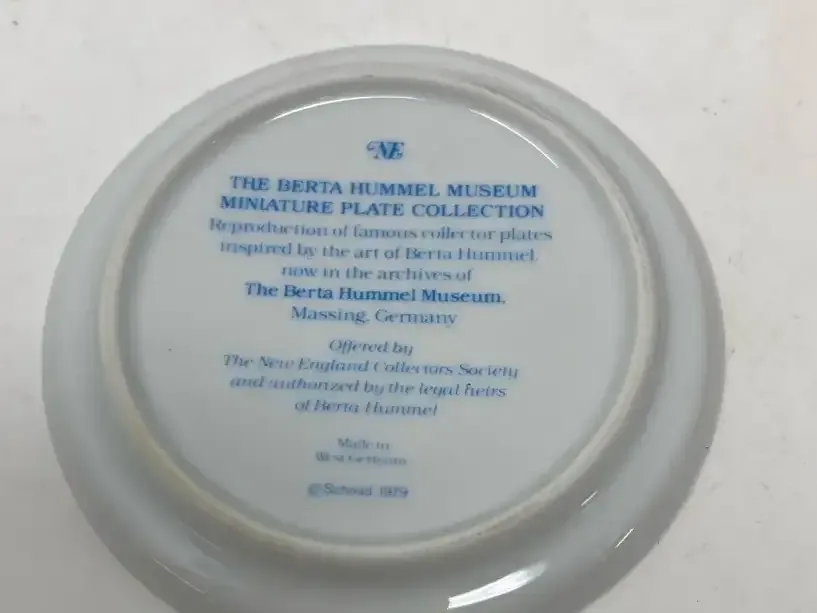 NE
THE BERTA HUMMEL MUSEUM
MINIATURE PLATE COLLECTION
Reproduction of famous collector plates
inspired by the art of Berta Hummel,
now in the archives of
The Berta Hummel Museum,
Massing, Germany
Offered by
The New England Collectors Society
and authorized by the legal heirs
of Berta Hummel
Made in
West Germany
© Schmid 1979